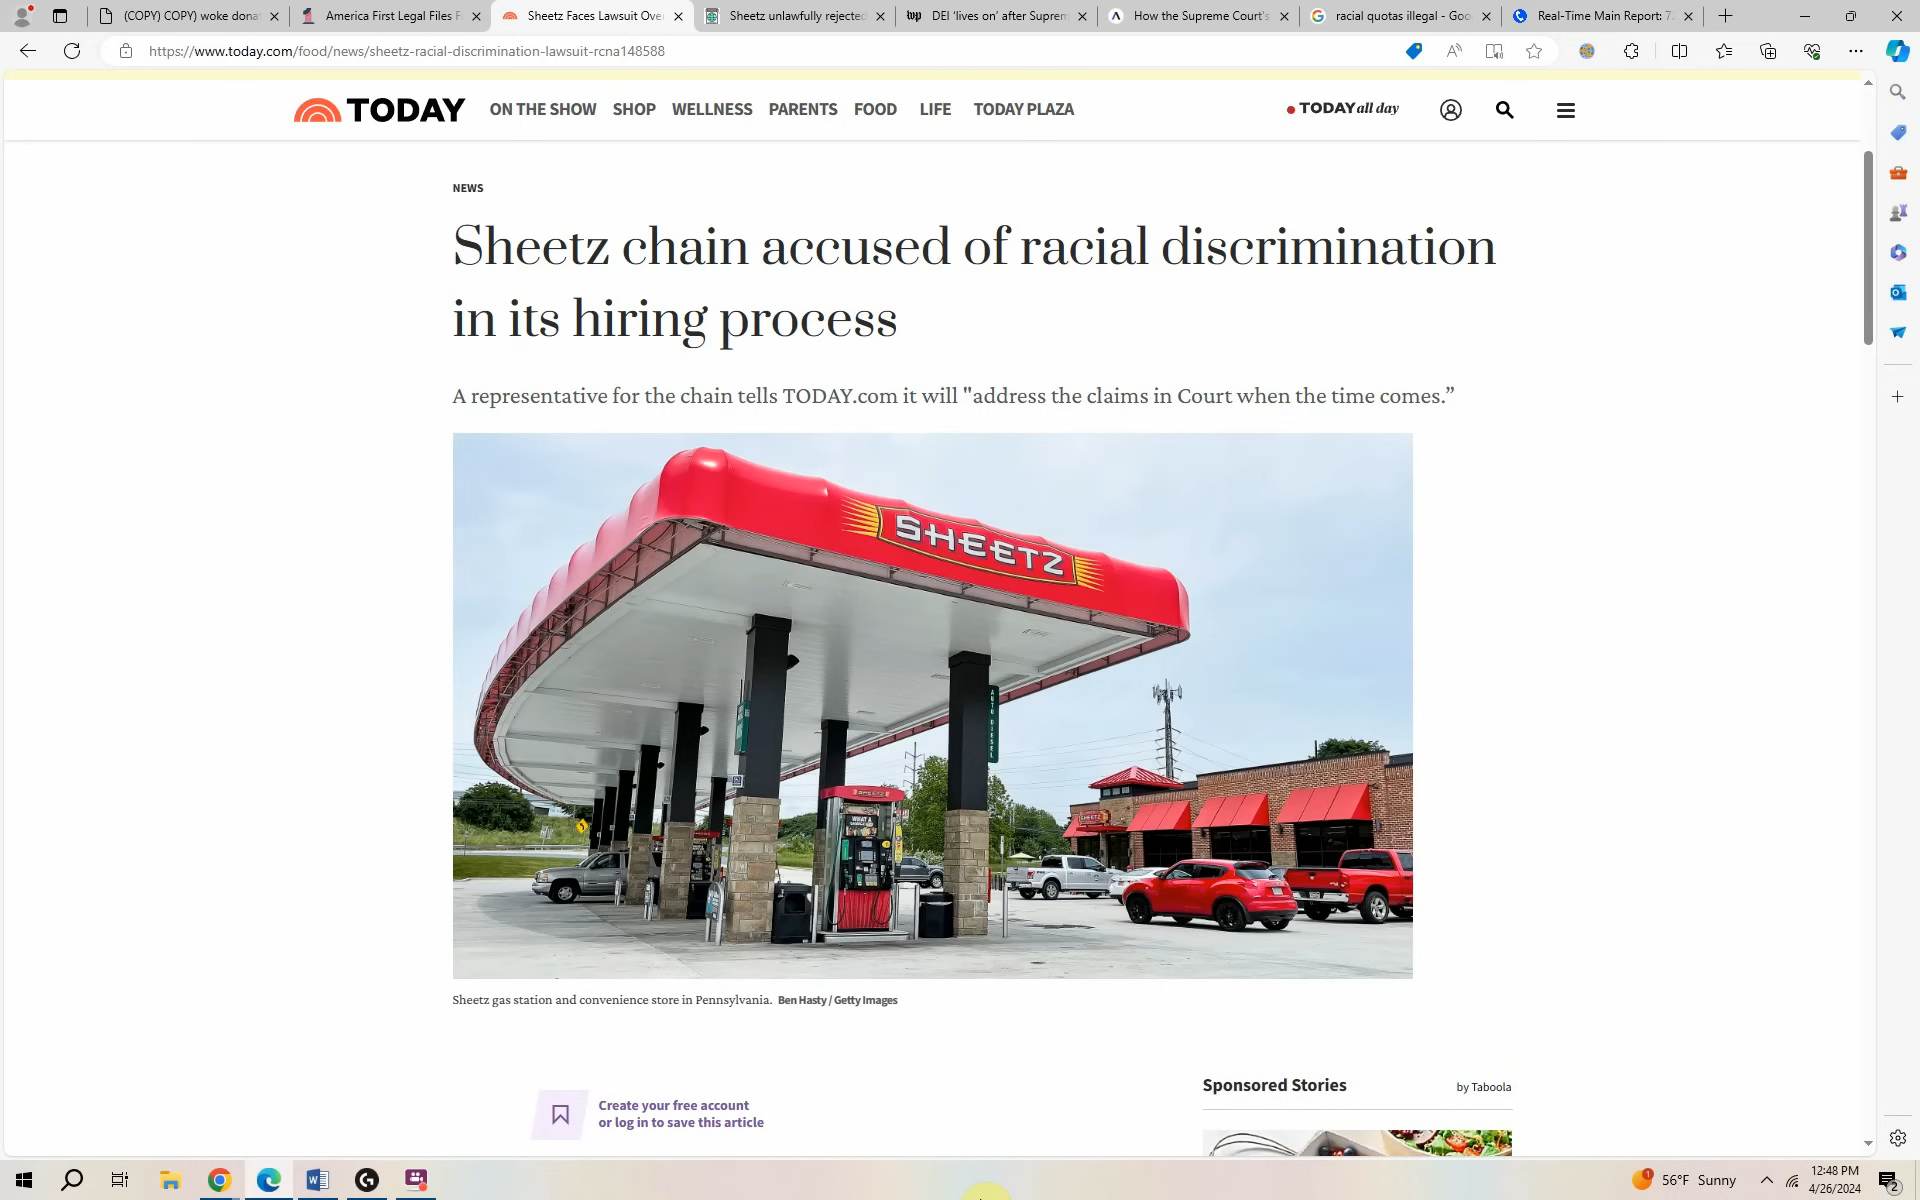 (COPY) COPY) woke dona
America First Legal Files F
Sheetz Faces Lawsuit Ove
Sheetz unlawfully rejected
DEI ‘lives on’ after Suprem
How the Supreme Court's
racial quotas illegal - Goo
Real-Time Main Report: 7
https://www.today.com/food/news/sheetz-racial-discrimination-lawsuit-rcna148588
TODAY
ON THE SHOW SHOP WELLNESS PARENTS FOOD LIFE TODAY PLAZA
TODAY all day
NEWS
Sheetz chain accused of racial discrimination
in its hiring process
A representative for the chain tells TODAY.com it will "address the claims in Court when the time comes.”
SHEETZ
AUTO DIESEL
SHEETZ
WHAT A
SHEETZ
Sheetz gas station and convenience store in Pennsylvania. Ben Hasty / Getty Images
Create your free account
or log in to save this article
Sponsored Stories
by Taboola
56°F Sunny
12:48 PM
4/26/2024
2